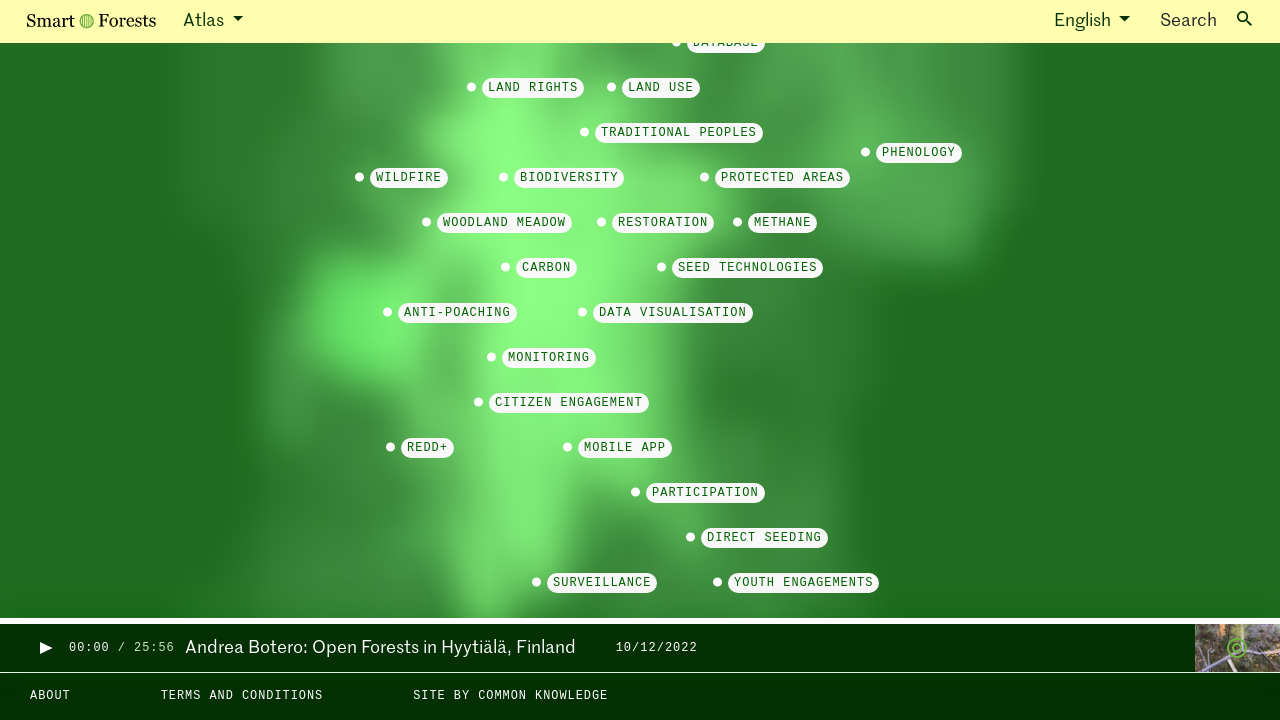 Smart Forests Atlas English Search
DATABASE
LAND RIGHTS LAND USE
TRADITIONAL PEOPLES
PHENOLOGY
WILDFIRE BIODIVERSITY PROTECTED AREAS
WOODLAND MEADOW RESTORATION METHANE
CARBON SEED TECHNOLOGIES
ANTI-POACHING DATA VISUALISATION
MONITORING
CITIZEN ENGAGEMENT
REDD+ MOBILE APP
PARTICIPATION
DIRECT SEEDING
SURVEILLANCE YOUTH ENGAGEMENTS
00:00 / 25:56 Andrea Botero: Open Forests in Hyytiälä, Finland 10/12/2022
ABOUT TERMS AND CONDITIONS SITE BY COMMON KNOWLEDGE